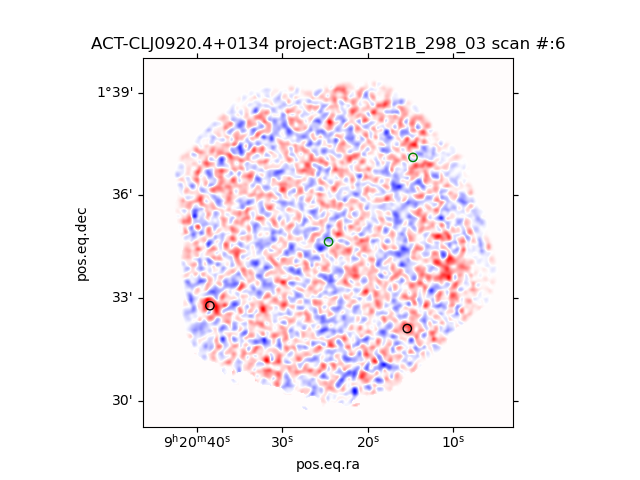 ACT-CLJ0920.4+0134 project:AGBT21B_298_03 scan #:6
1°39'
36'
33'
30'
pos.eq.dec
9h20m40s 30s 20s 10s
pos.eq.ra